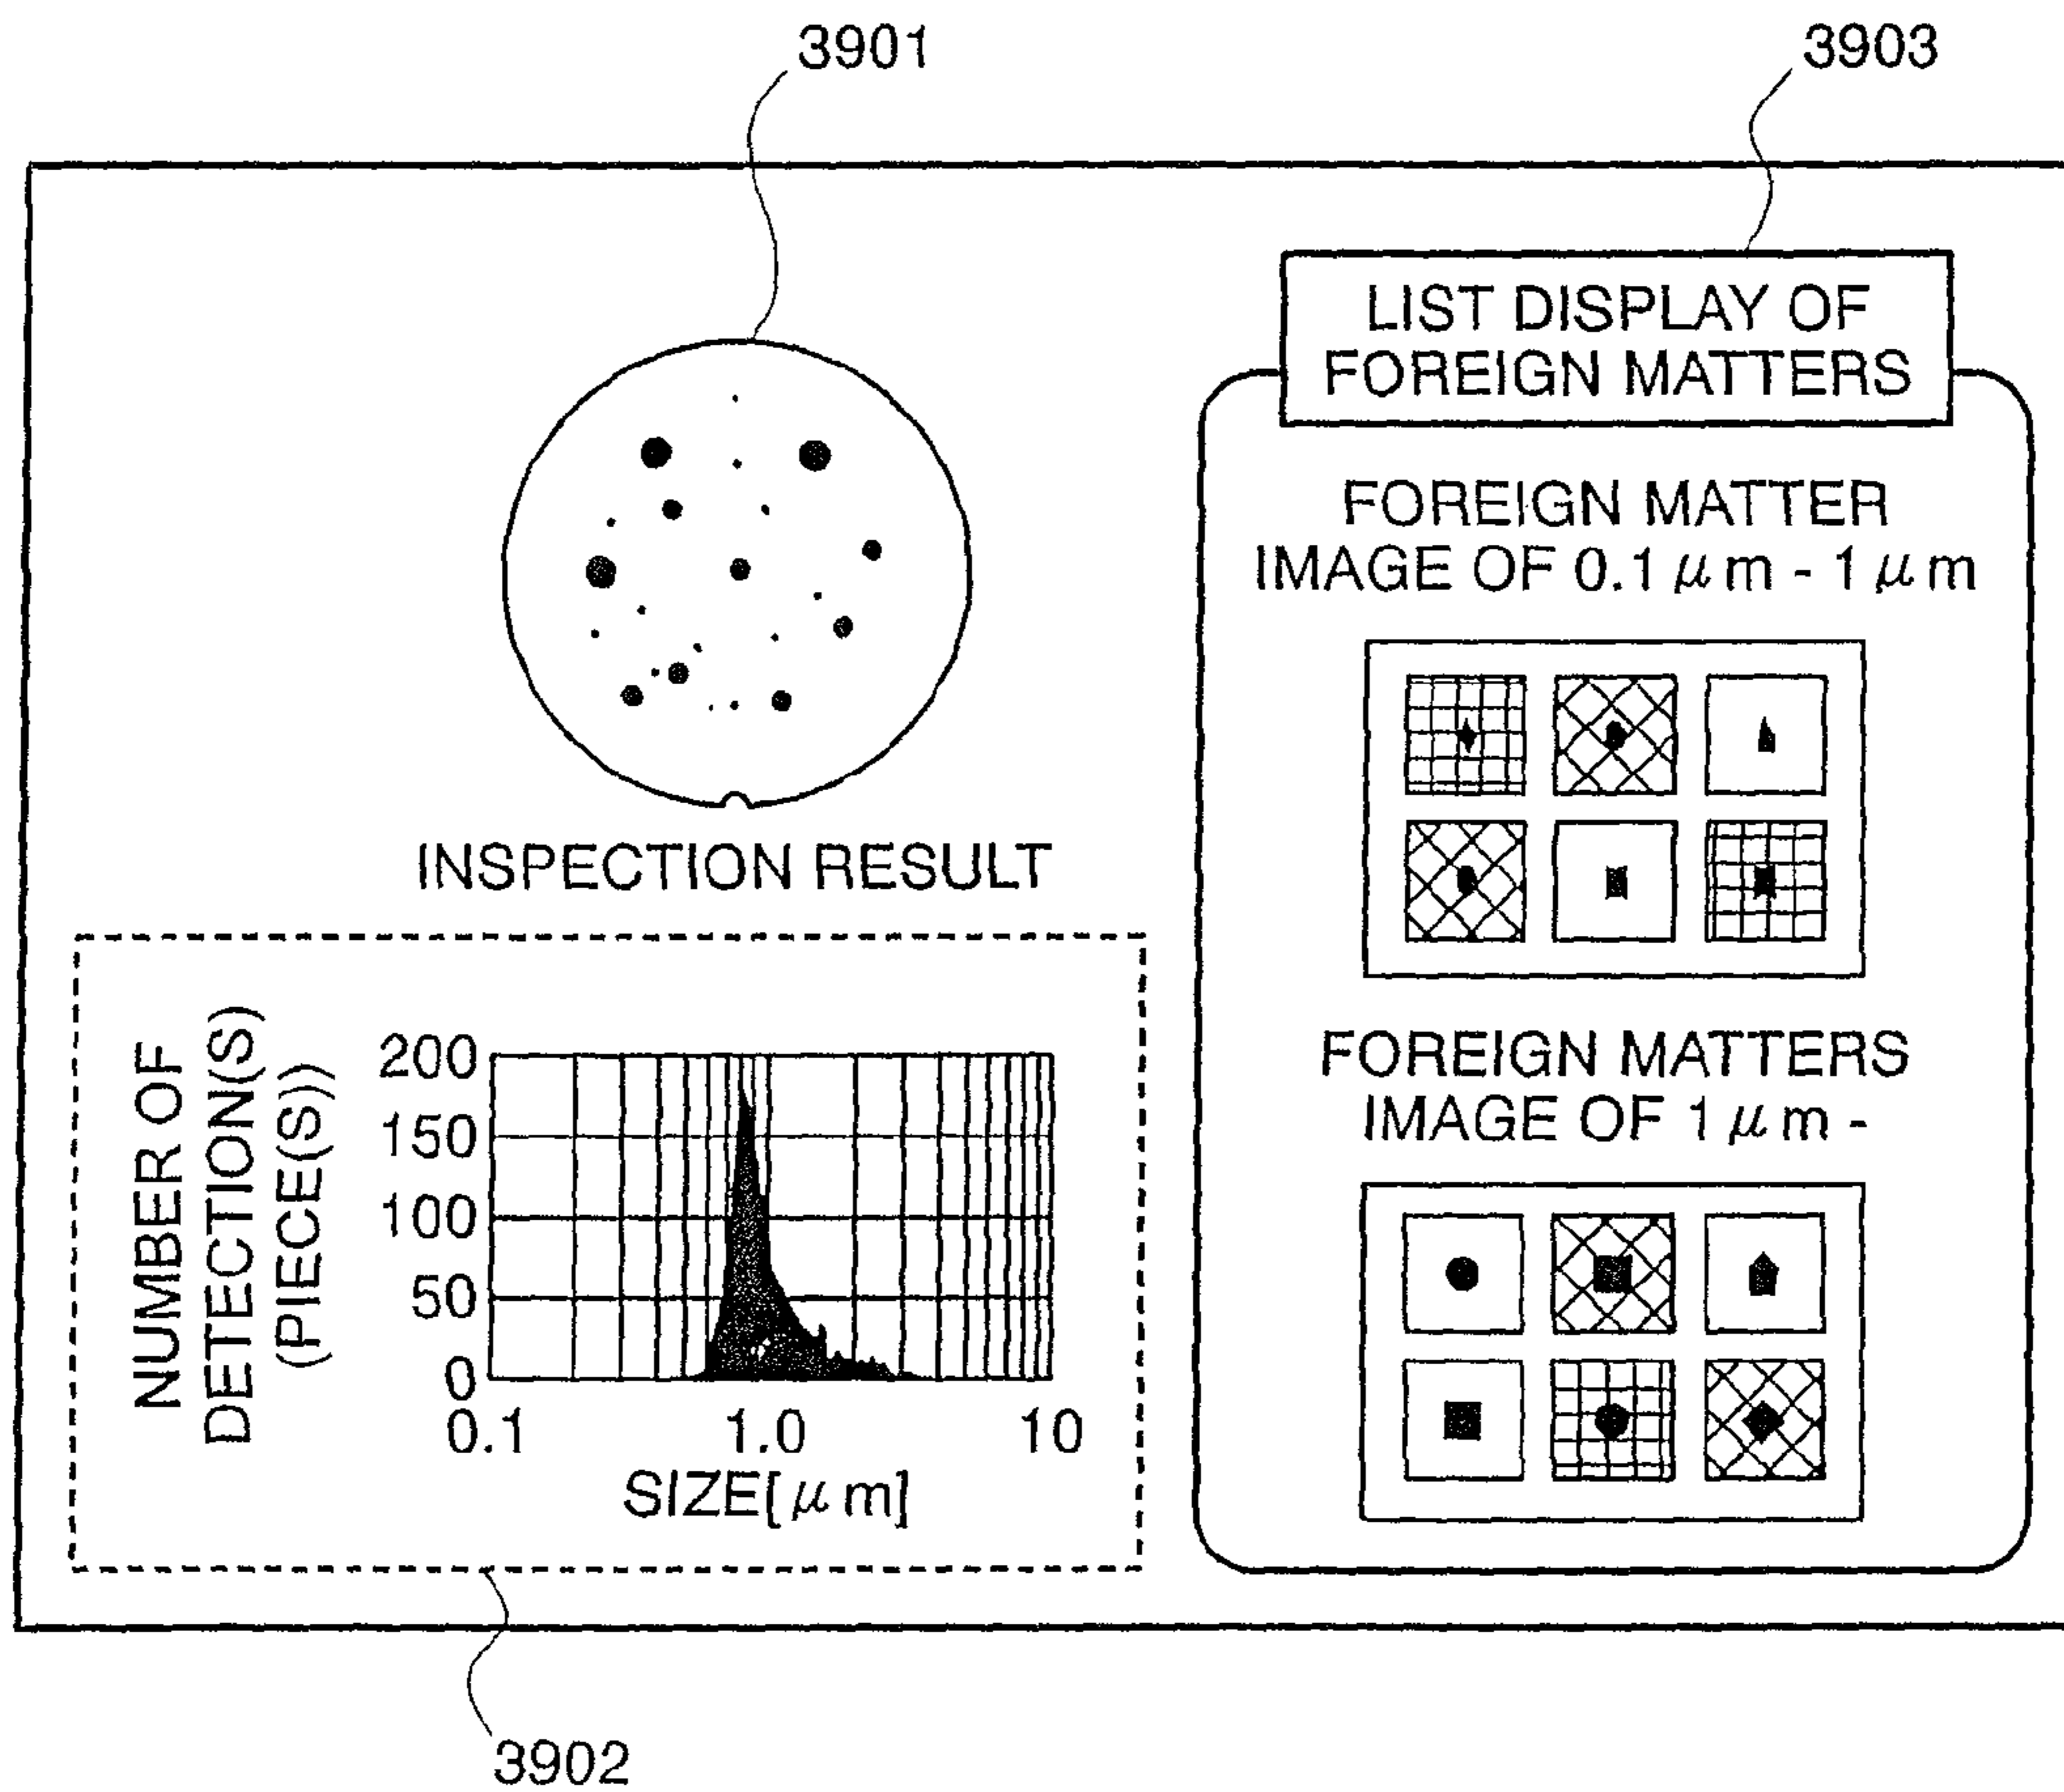 3901
3903
LIST DISPLAY OF
FOREIGN MATTERS
FOREIGN MATTER
IMAGE OF 0.1 μm - 1 μm
INSPECTION RESULT
NUMBER OF
DETECTION(S)
(PIECE(S))
200
150
100
50
0
0.1
1.0
10
SIZE[μm]
FOREIGN MATTERS
IMAGE OF 1 μm -
3902